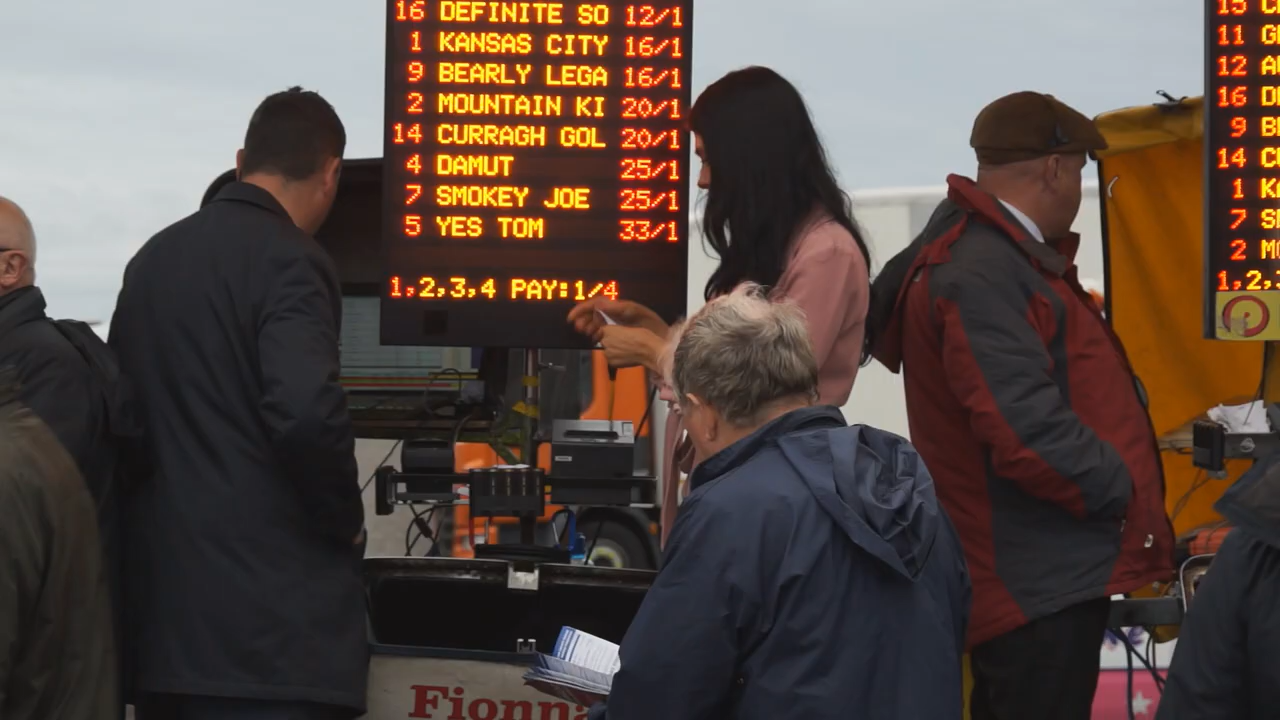 16 DEFINITE SO 12/1
1 KANSAS CITY 16/1
9 BEARLY LEGA 16/1
2 MOUNTAIN KI 20/1
14 CURRAGH GOL 20/1
4 DAMUT 25/1
7 SMOKEY JOE 25/1
5 YES TOM 33/1
1,2,3,4 PAY:1/4
15 C
11 G
12 A
16 D
9 B
14 C
1 K
7 S
2 M
1,2,
Fionna